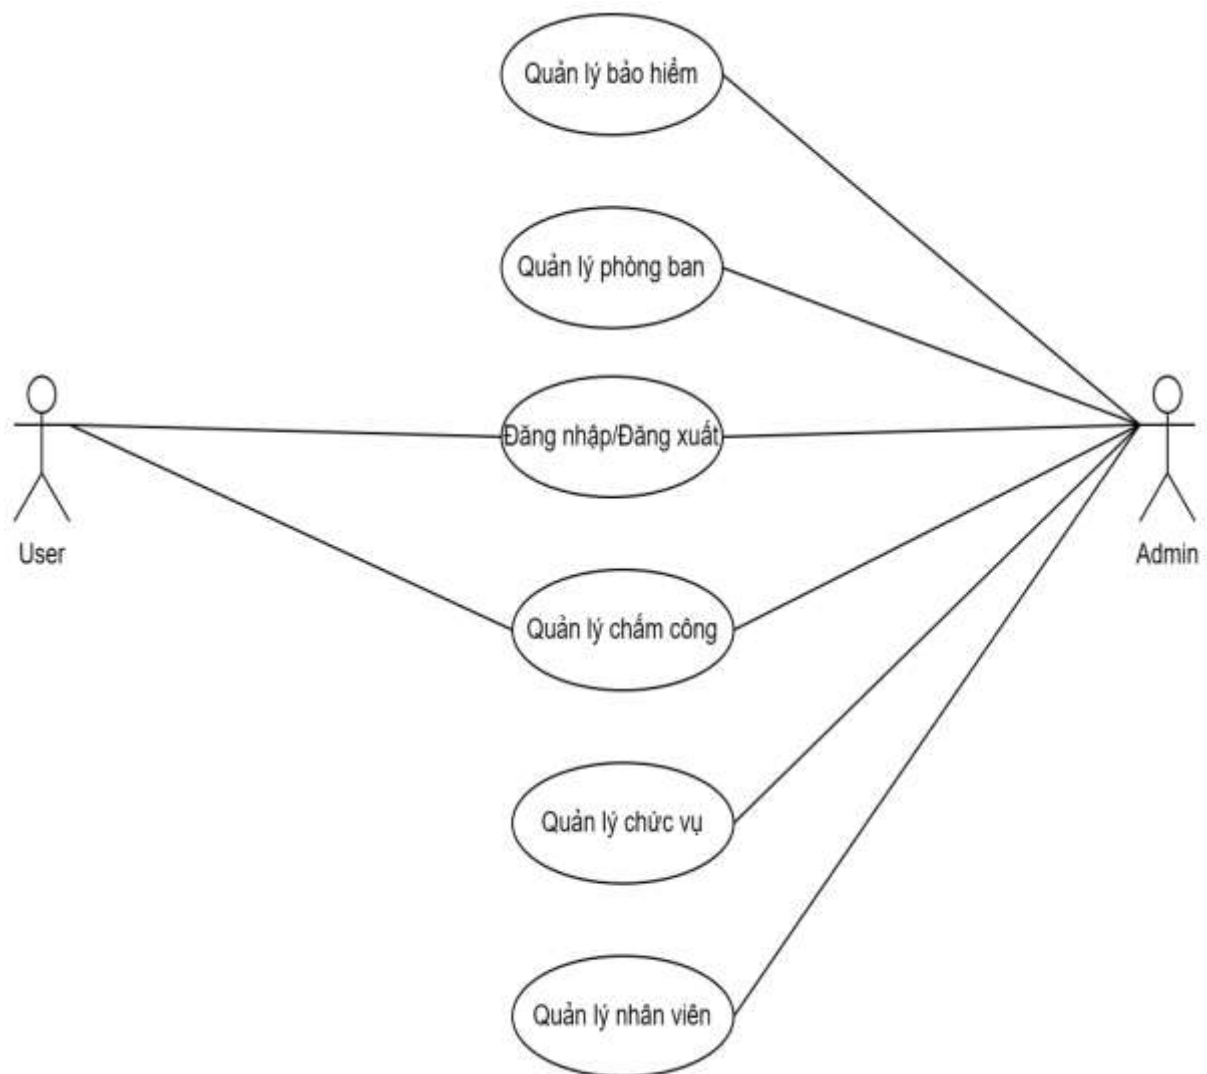 Quản lý bảo hiểm
Quản lý phòng ban
Đăng nhập/Đăng xuất
User
Admin
Quản lý chấm công
Quản lý chức vụ
Quản lý nhân viên